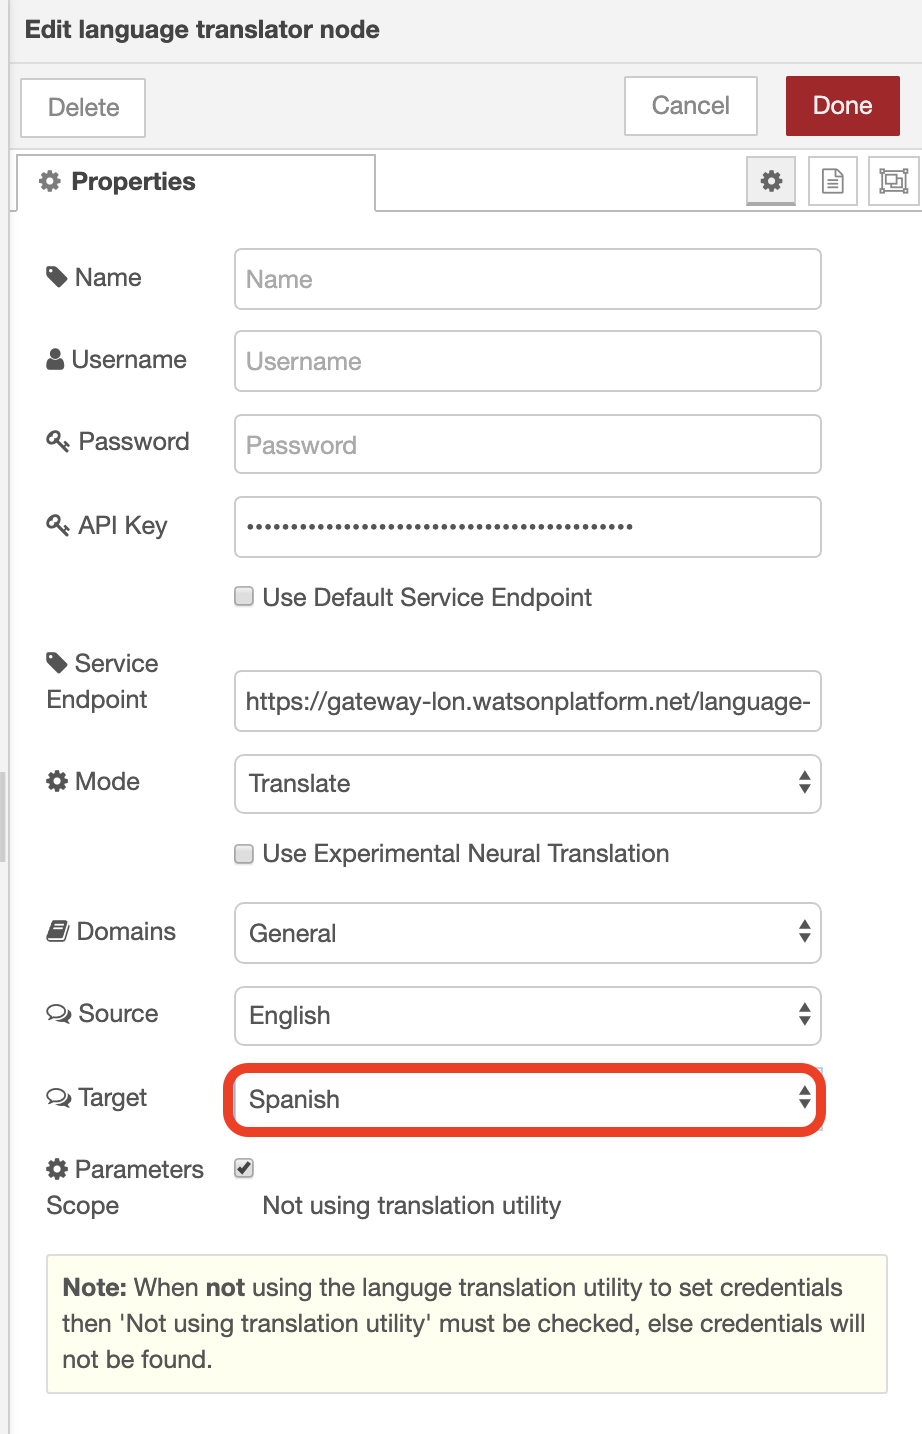 Edit language translator node
Delete
Cancel
Done
Properties
Name
Name
Username
Username
Password
Password
API Key
••••••••••••••••••••••••••••••••••••••••••••
Use Default Service Endpoint
Service
Endpoint
https://gateway-lon.watsonplatform.net/language-
Mode
Translate
Use Experimental Neural Translation
Domains
General
Source
English
Target
Spanish
Parameters
Scope
Not using translation utility
Note: When not using the languge translation utility to set credentials
then 'Not using translation utility' must be checked, else credentials will
not be found.